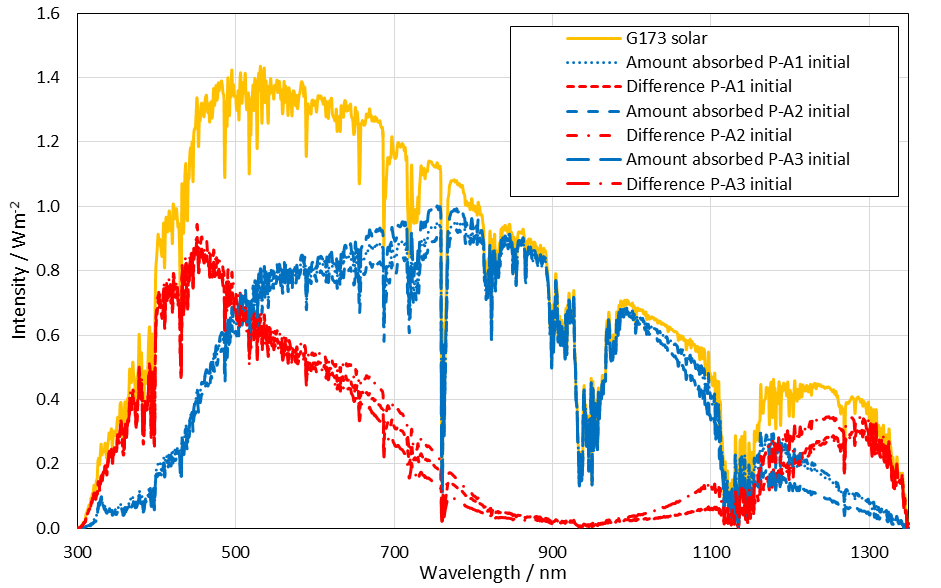 1.6
1.4
1.2
1.0
0.8
0.6
0.4
0.2
0.0
Intensity / Wm⁻²
G173 solar
Amount absorbed P-A1 initial
Difference P-A1 initial
Amount absorbed P-A2 initial
Difference P-A2 initial
Amount absorbed P-A3 initial
Difference P-A3 initial
300 500 700 900 1100 1300
Wavelength / nm